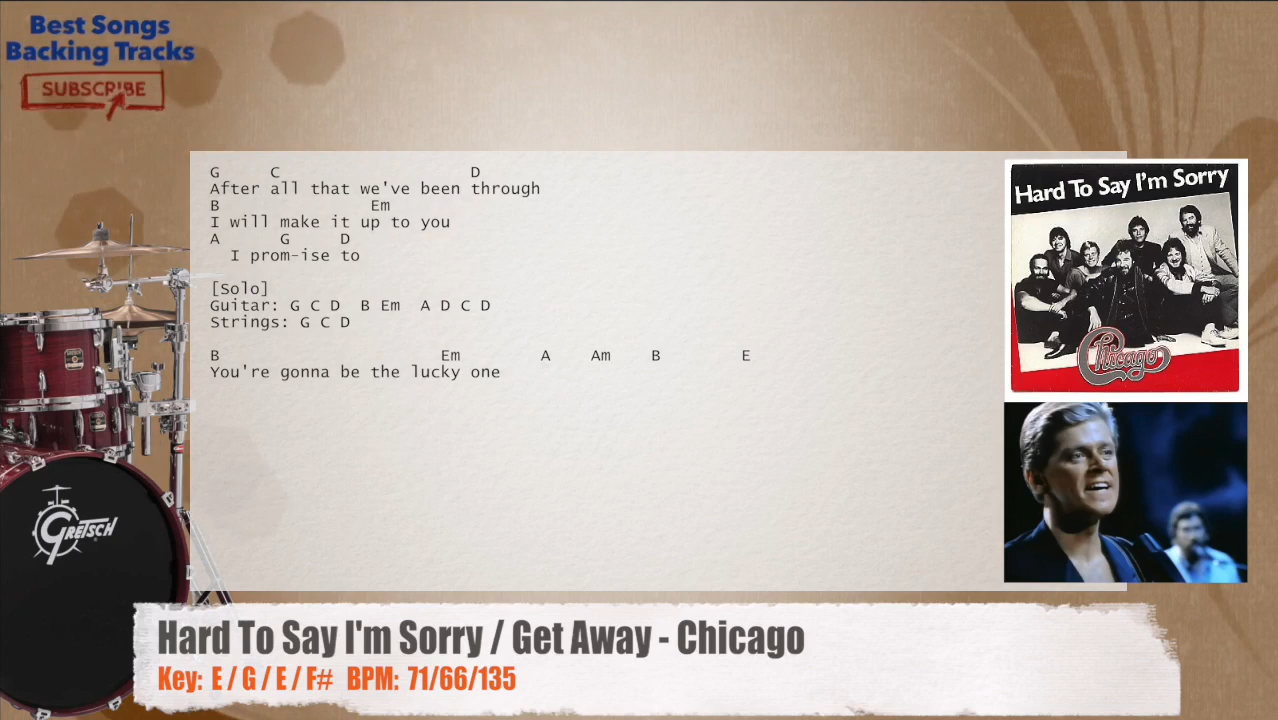 Best Songs
Backing Tracks
SUBSCRIBE
G     C                   D
After all that we've been through
B               Em
I will make it up to you
A      G     D
  I prom-ise to
[Solo]
Guitar: G C D  B Em  A D C D
Strings: G C D
B                      Em        A    Am    B        E
You're gonna be the lucky one
Hard To Say I'm Sorry
Chicago
GRETSCH
Hard To Say I'm Sorry / Get Away - Chicago
Key: E / G / E / F# BPM: 71/66/135